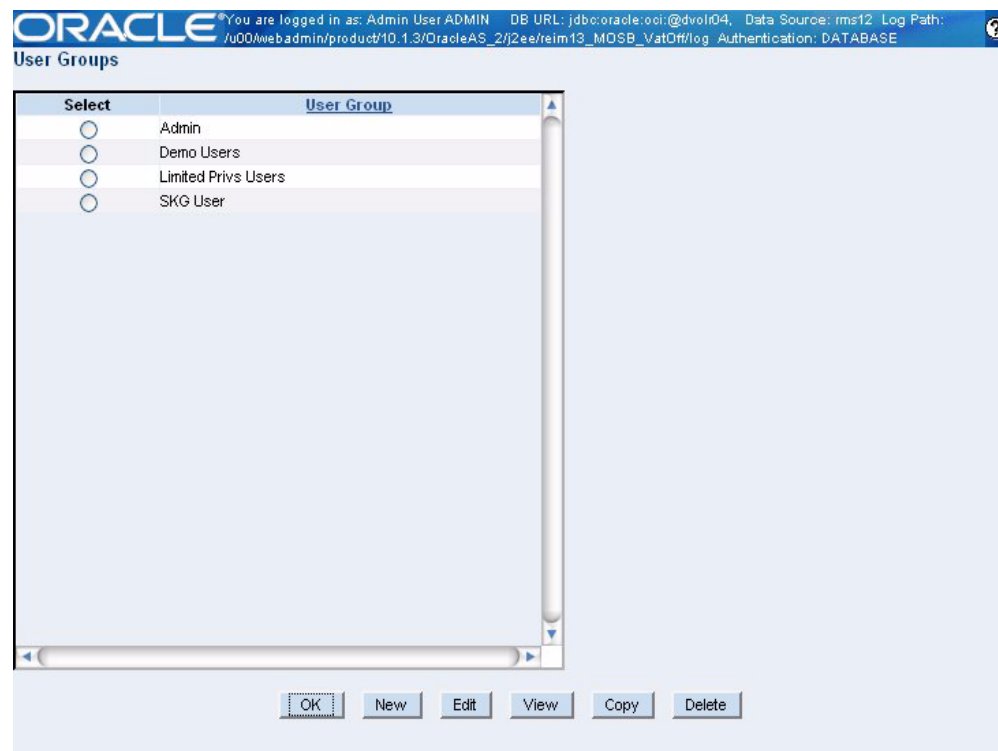 ORACLE® You are logged in as: Admin User ADMIN DB URL: jdbc:oracle:oci:@dvolr04, Data Source: rms12 Log Path:
/u00/webadmin/product/10.1.3/OracleAS_2/j2ee/reim13_MOSB_VatOff/log Authentication: DATABASE
?
User Groups
Select User Group
Admin
Demo Users
Limited Privs Users
SKG User
OK New Edit View Copy Delete